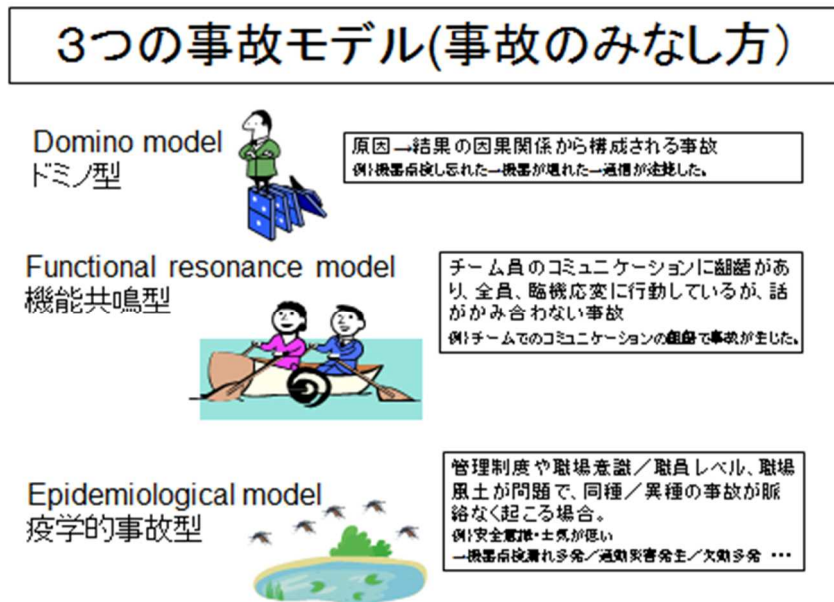 ３つの事故モデル(事故のみなし方）
Domino model
ドミノ型
原因→結果の因果関係から構成される事故
例)機器点検し忘れた→機器が壊れた→通信が途絶した。
Functional resonance model
機能共鳴型
チーム員のコミュニケーションに齟齬があ
り、全員、臨機応変に行動しているが、話
がかみ合わない事故
例)チームでのコミュニケーションの齟齬で事故が生じた。
Epidemiological model
疫学的事故型
管理制度や職場意識／職員レベル、職場
風土が問題で、同種／異種の事故が脈
絡なく起こる場合。
例)安全意識・士気が低い
→機器点検漏れ多発／通勤災害発生／欠勤多発 …